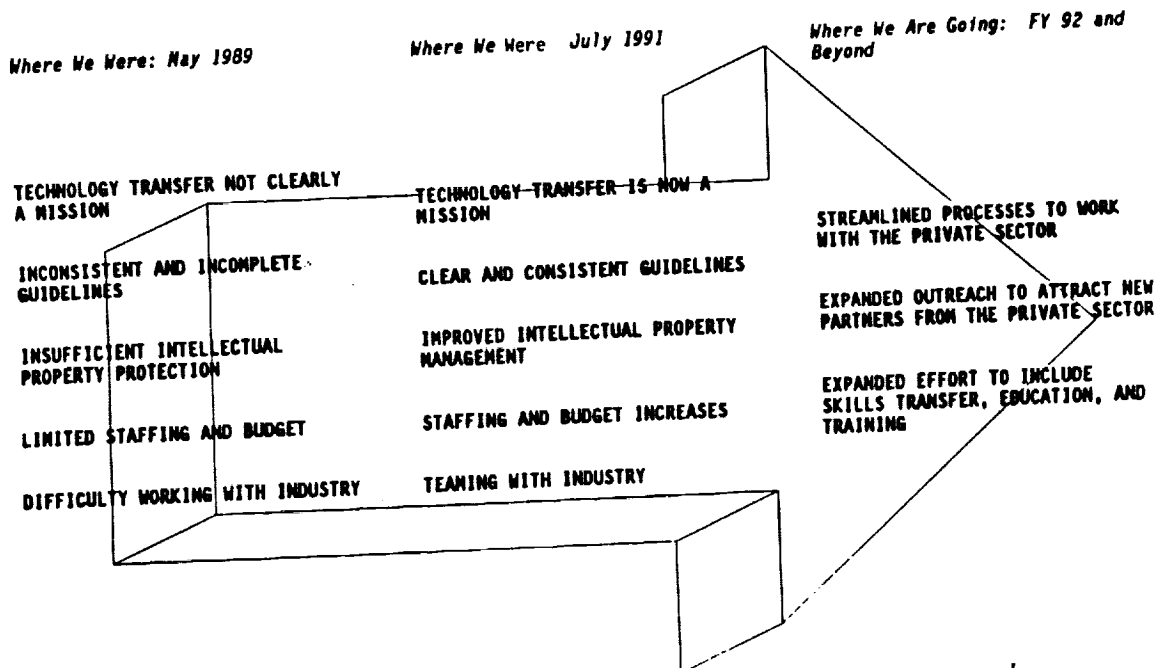 Where We Were: May 1989
TECHNOLOGY TRANSFER NOT CLEARLY
A MISSION
INCONSISTENT AND INCOMPLETE
GUIDELINES
INSUFFICIENT INTELLECTUAL
PROPERTY PROTECTION
LIMITED STAFFING AND BUDGET
DIFFICULTY WORKING WITH INDUSTRY
Where We Were July 1991
TECHNOLOGY TRANSFER IS NOW A
MISSION
CLEAR AND CONSISTENT GUIDELINES
IMPROVED INTELLECTUAL PROPERTY
MANAGEMENT
STAFFING AND BUDGET INCREASES
TEAMING WITH INDUSTRY
Where We Are Going: FY 92 and
Beyond
STREAMLINED PROCESSES TO WORK
WITH THE PRIVATE SECTOR
EXPANDED OUTREACH TO ATTRACT NEW
PARTNERS FROM THE PRIVATE SECTOR
EXPANDED EFFORT TO INCLUDE
SKILLS TRANSFER, EDUCATION, AND
TRAINING